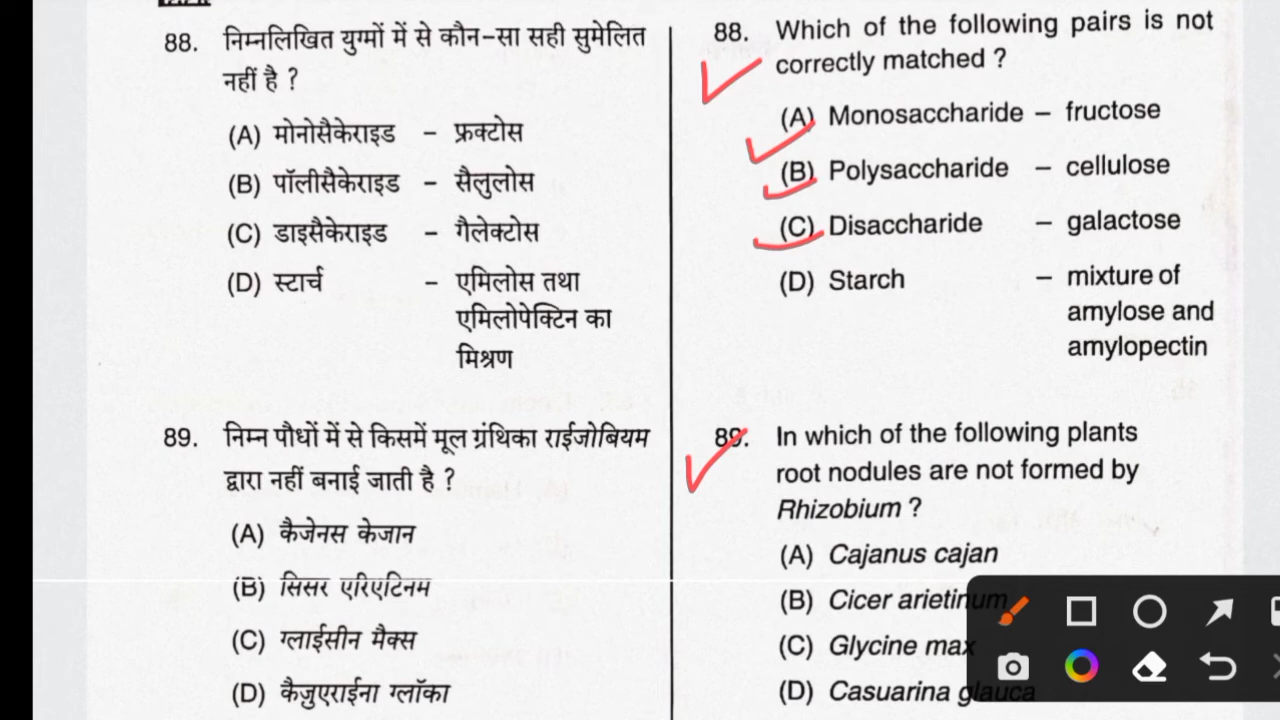 88. निम्नलिखित युग्मों में से कौन-सा सही सुमेलित
नहीं है ?
(A) मोनोसैकेराइड – फ्रक्टोस
(B) पॉलीसैकेराइड – सैलुलोस
(C) डाइसैकेराइड – गैलेक्टोस
(D) स्टार्च – एमिलोस तथा
एमिलोपेक्टिन का
मिश्रण
89. निम्न पौधों में से किसमें मूल ग्रंथिका राईजोबियम
द्वारा नहीं बनाई जाती है ?
(A) कैजेनस केजान
(B) सिसर एरिएटिनम
(C) ग्लाईसीन मैक्स
(D) कैज़ुएराईना ग्लॉका
88. Which of the following pairs is not
correctly matched ?
(A) Monosaccharide – fructose
(B) Polysaccharide – cellulose
(C) Disaccharide – galactose
(D) Starch – mixture of
amylose and
amylopectin
89. In which of the following plants
root nodules are not formed by
Rhizobium ?
(A) Cajanus cajan
(B) Cicer arietinum
(C) Glycine max
(D) Casuarina glauca